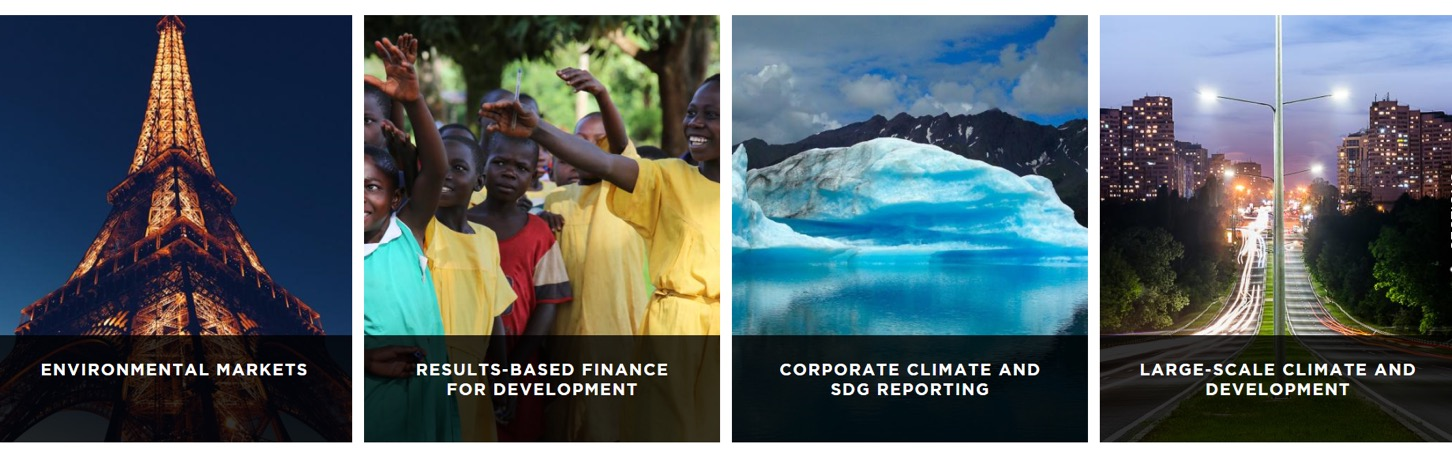 ENVIRONMENTAL MARKETS
RESULTS-BASED FINANCE
FOR DEVELOPMENT
CORPORATE CLIMATE AND
SDG REPORTING
LARGE-SCALE CLIMATE AND
DEVELOPMENT